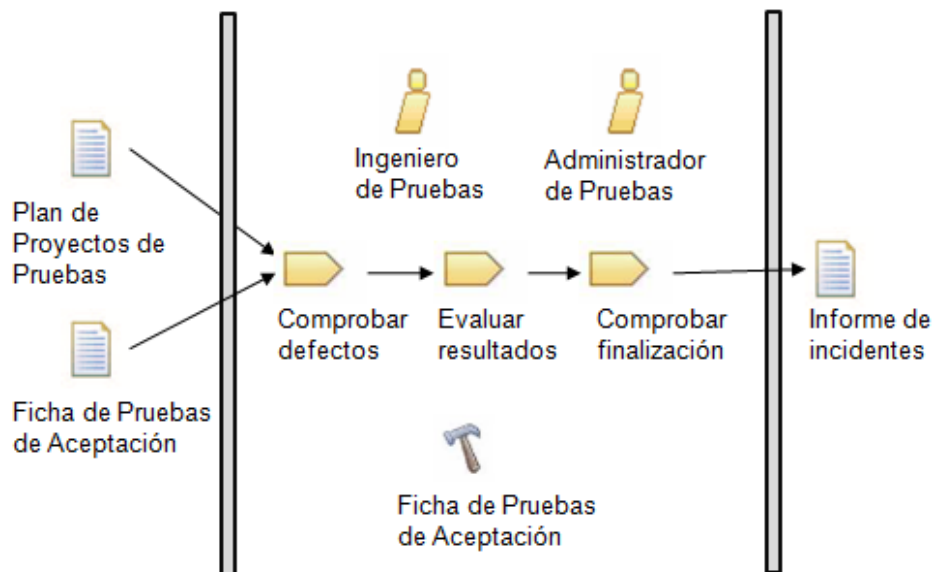 Ingeniero
de Pruebas
Administrador
de Pruebas
Plan de
Proyectos de
Pruebas
Comprobar
defectos
Evaluar
resultados
Comprobar
finalización
Informe de
incidentes
Ficha de Pruebas
de Aceptación
Ficha de Pruebas
de Aceptación